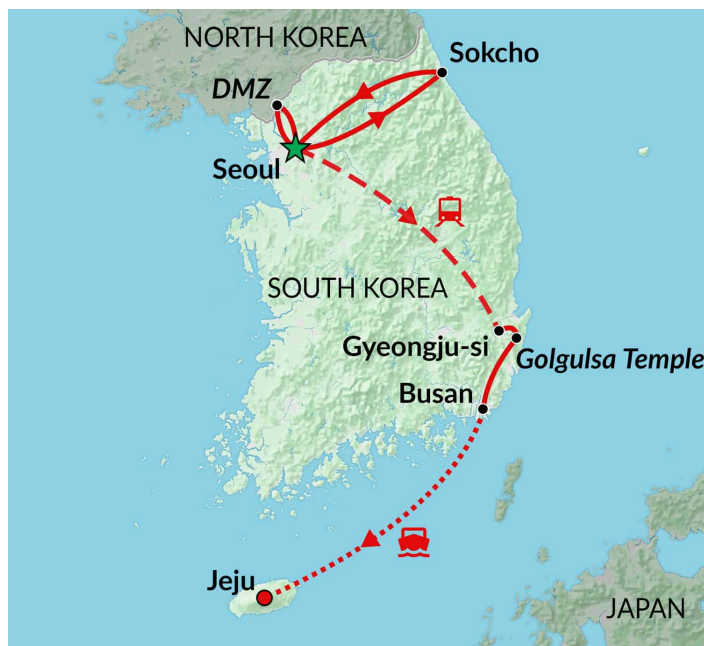 NORTH KOREA
Sokcho
DMZ
Seoul
SOUTH KOREA
Gyeongju-si
Golgulsa Temple
Busan
Jeju
JAPAN